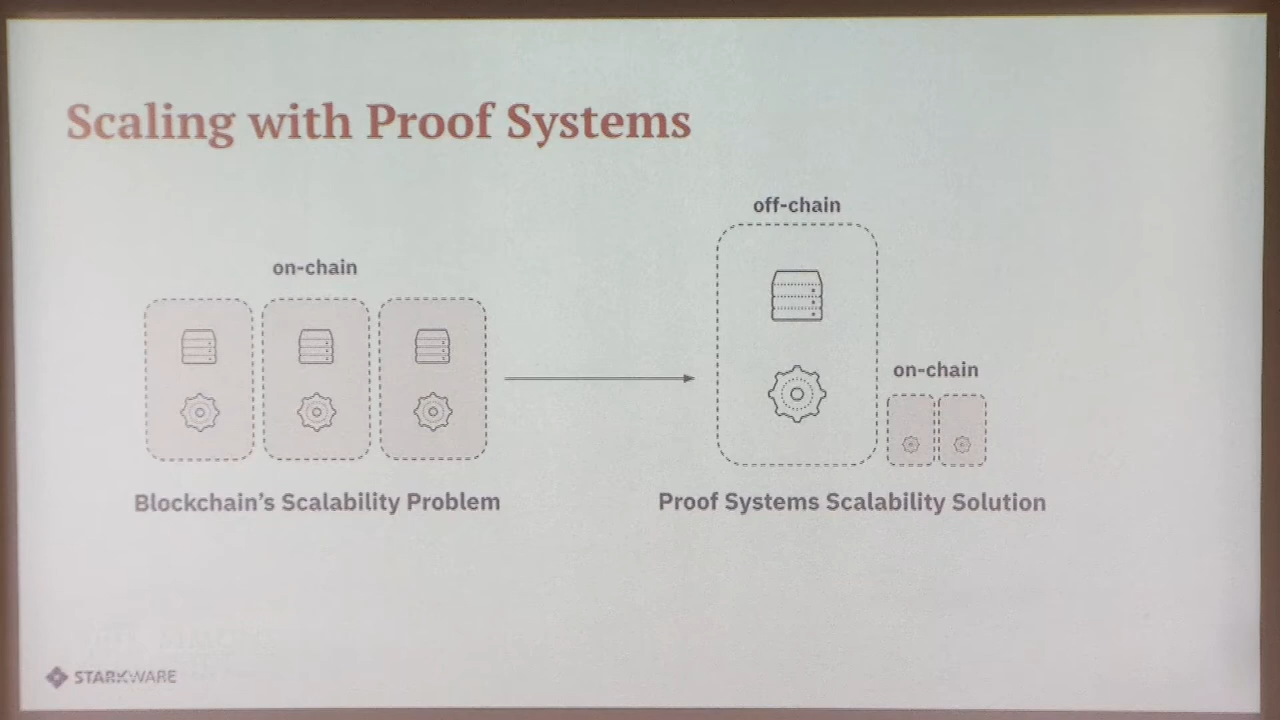 Scaling with Proof Systems
on-chain
Blockchain's Scalability Problem
off-chain
on-chain
Proof Systems Scalability Solution
STARKWARE